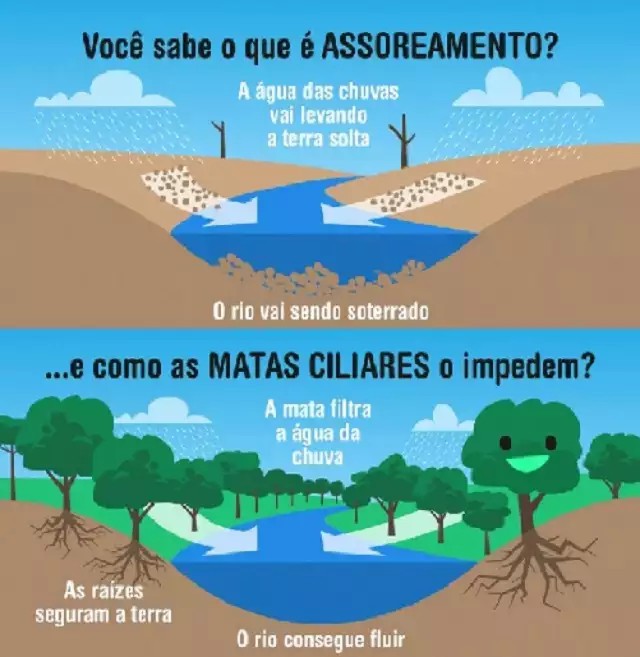 Você sabe o que é ASSOREAMENTO?
A água das chuvas
vai levando
a terra solta
O rio vai sendo soterrado
...e como as MATAS CILIARES o impedem?
A mata filtra
a água da
chuva
As raízes
seguram a terra
O rio consegue fluir